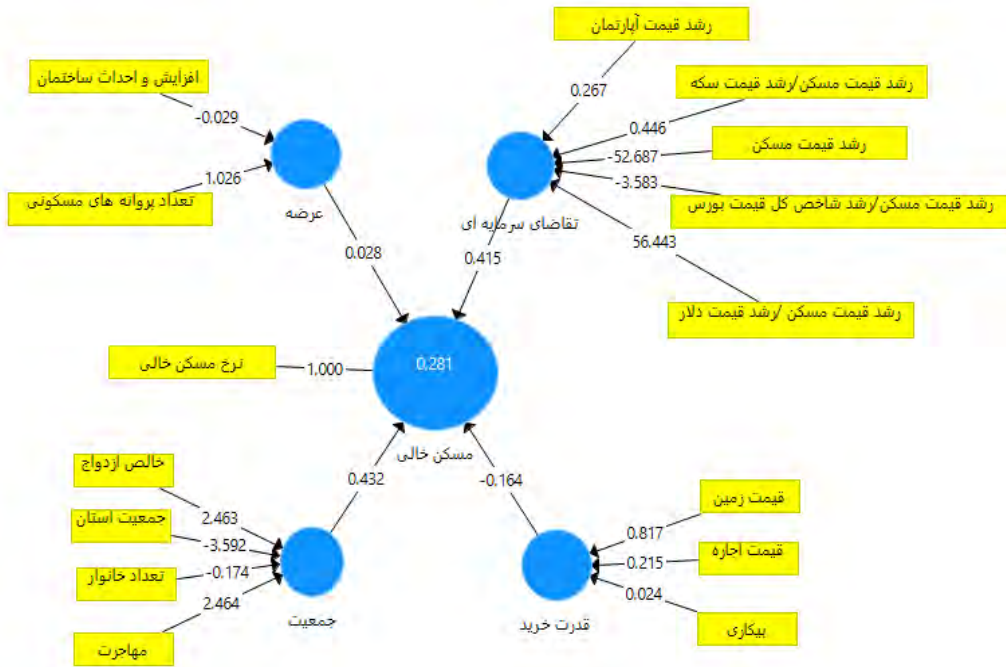 رشد قیمت آپارتمان
0.267
افزایش و احداث ساختمان
-0.029
رشد قیمت مسکن/رشد قیمت سکه
0.446
رشد قیمت مسکن
-52.687
تعداد پروانه های مسکونی
1.026
رشد قیمت مسکن/رشد شاخص کل قیمت بورس
-3.583
عرضه
تقاضای سرمایه ای
56.443
0.028
0.415
رشد قیمت مسکن /رشد قیمت دلار
نرخ مسکن خالی
1.000
0.281
مسکن خالی
خالص ازدواج
2.463
0.432
-0.164
قیمت زمین
0.817
جمعیت استان
-3.592
قیمت اجاره
0.215
تعداد خانوار
-0.174
0.024
2.464
جمعیت
قدرت خرید
بیکاری
مهاجرت